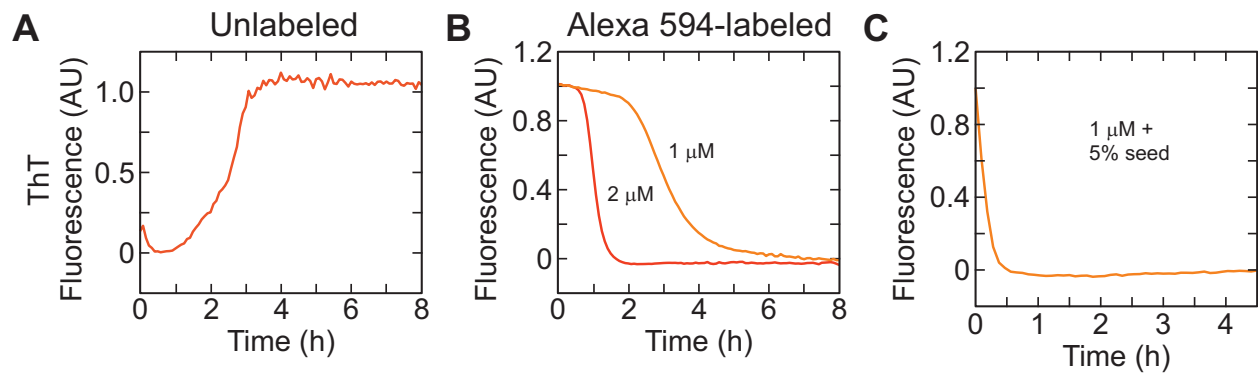 A
Unlabeled
ThT
Fluorescence (AU)
1.0
0.5
0
0 2 4 6 8
Time (h)
B
Alexa 594-labeled
Fluorescence (AU)
1.2
0.8
0.4
0
1 μM
2 μM
0 2 4 6 8
Time (h)
C
Fluorescence (AU)
1.2
0.8
0.4
0
1 μM +
5% seed
0 1 2 3 4
Time (h)